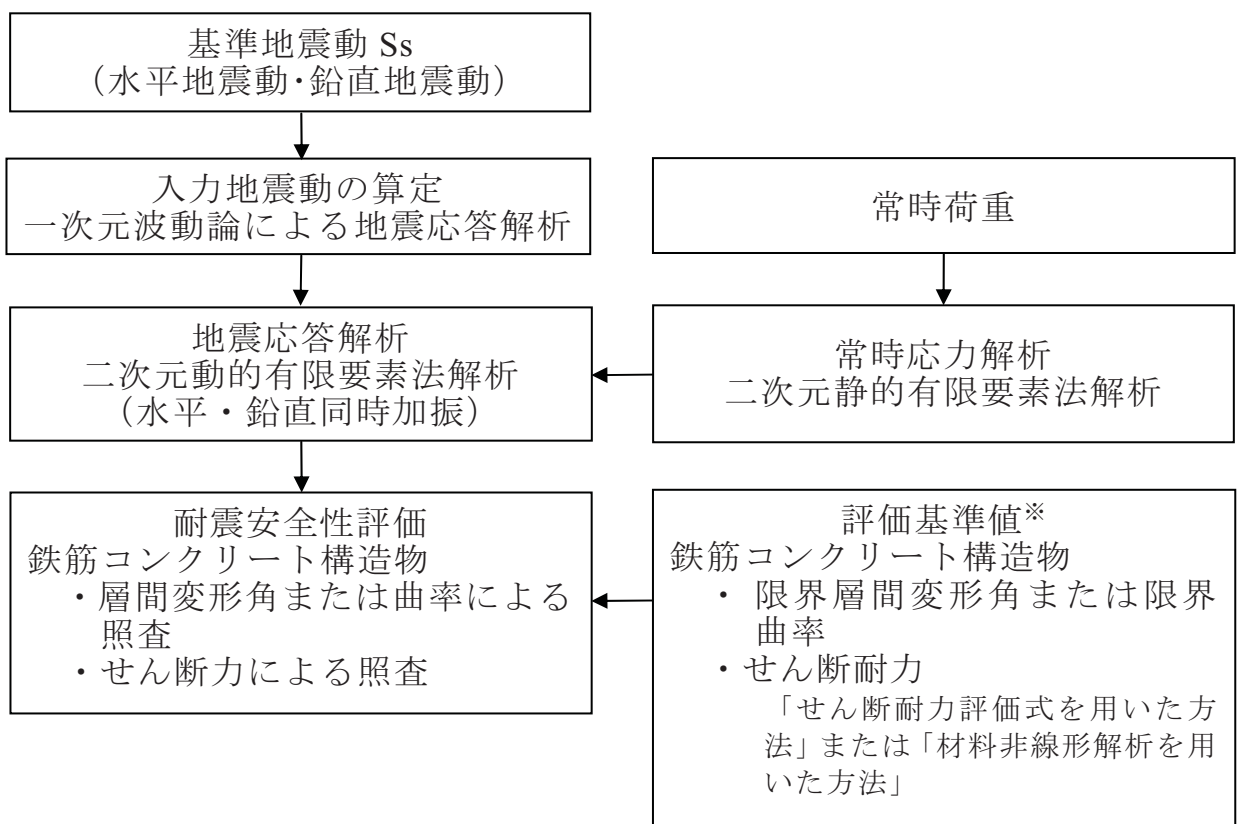 基準地震動 Ss
（水平地震動・鉛直地震動）
入力地震動の算定
一次元波動論による地震応答解析
常時荷重
地震応答解析
二次元動的有限要素法解析
（水平・鉛直同時加振）
常時応力解析
二次元静的有限要素法解析
耐震安全性評価
鉄筋コンクリート構造物
・層間変形角または曲率による
照査
・せん断力による照査
評価基準値※
鉄筋コンクリート構造物
・ 限界層間変形角または限界
曲率
・せん断耐力
「せん断耐力評価式を用いた方
法」または「材料非線形解析を用
いた方法」